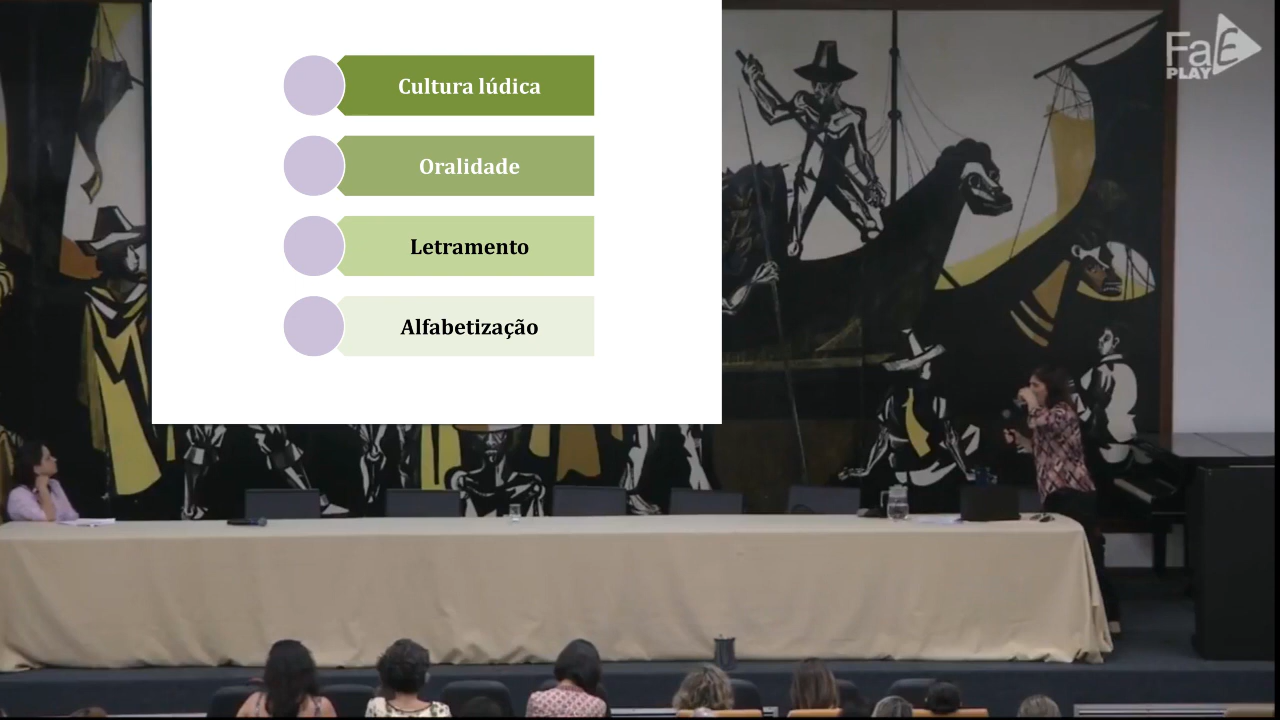 Cultura lúdica
Oralidade
Letramento
Alfabetização
FaE
PLAY